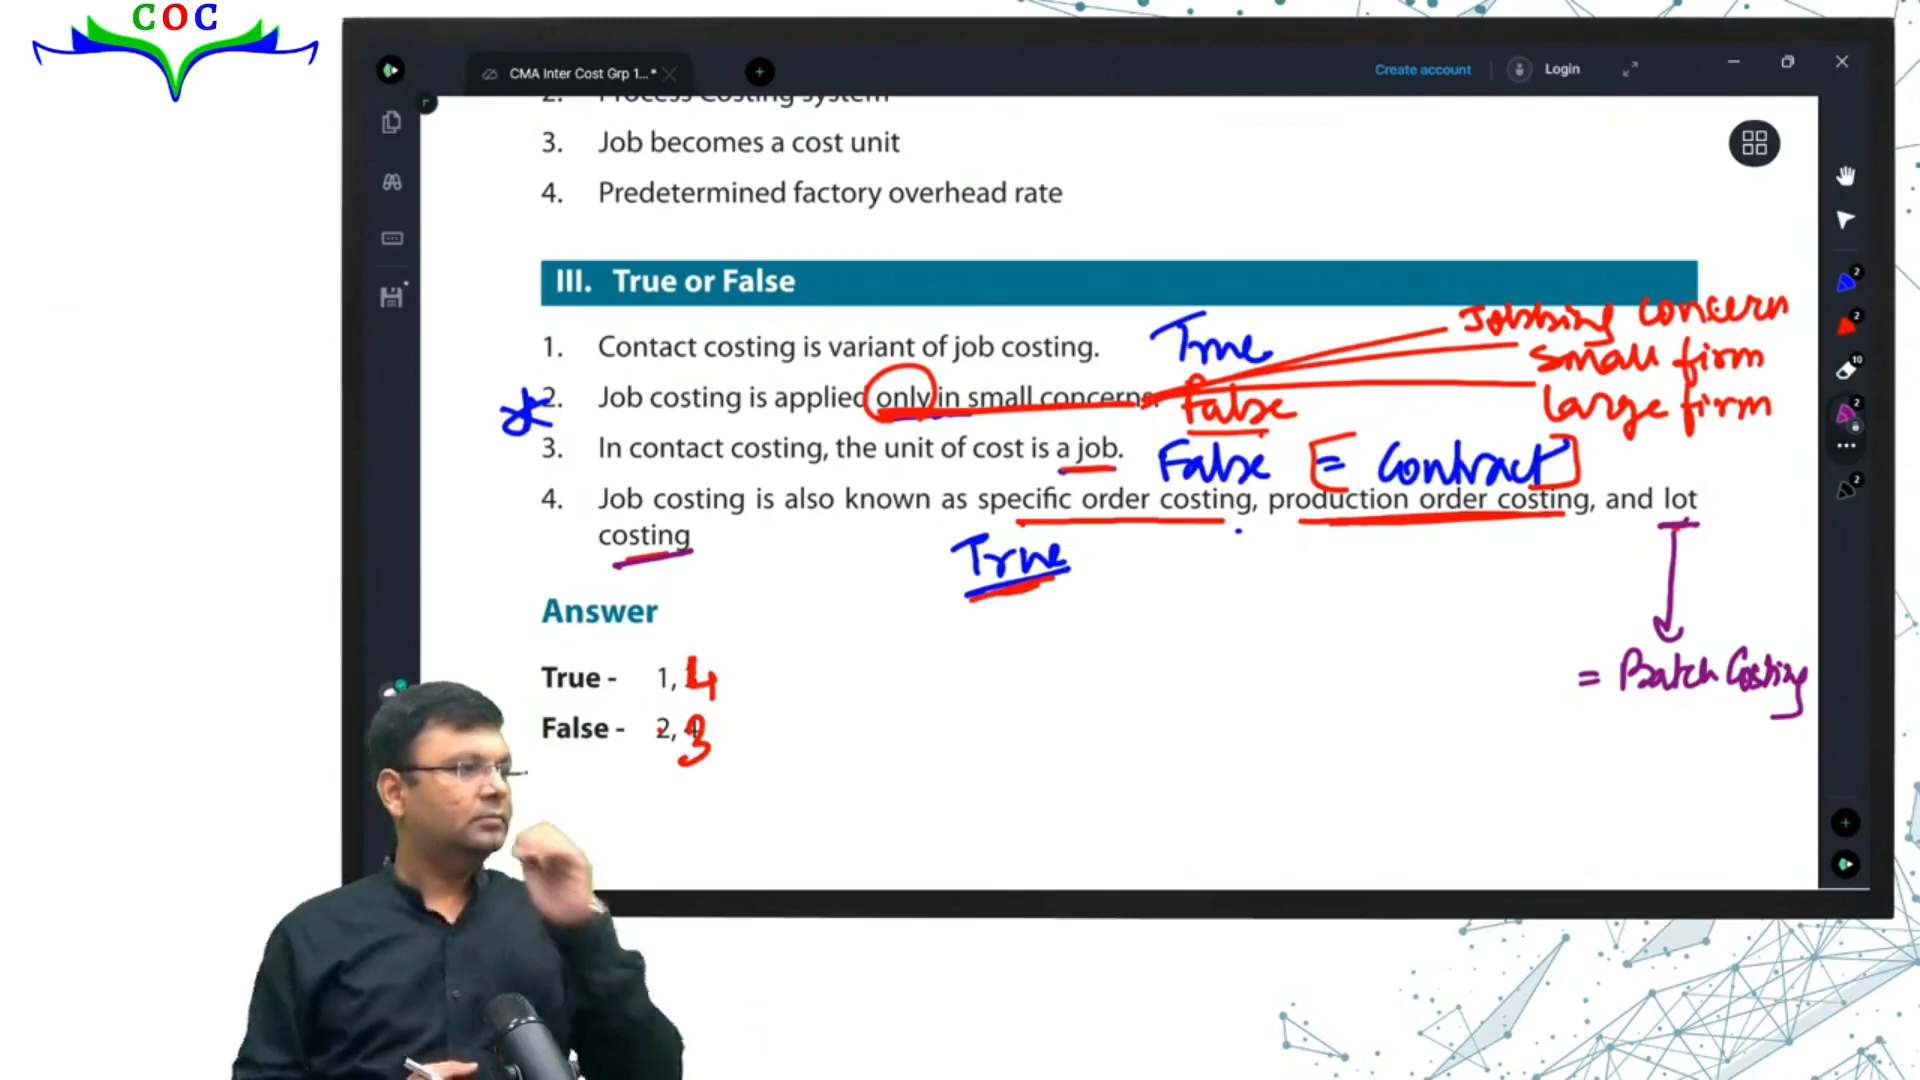 COC
CMA Inter Cost Grp 1...*
Create account
Login
2. Process Costing system
3. Job becomes a cost unit
4. Predetermined factory overhead rate
III. True or False
1. Contact costing is variant of job costing. True
Jobbing concern
small firm
2. Job costing is applied only in small concerns. False
large firm
3. In contact costing, the unit of cost is a job. False [= Contract]
4. Job costing is also known as specific order costing, production order costing, and lot
costing
True
Answer
= Batch Costing
True - 1, 4
False - 2, 3